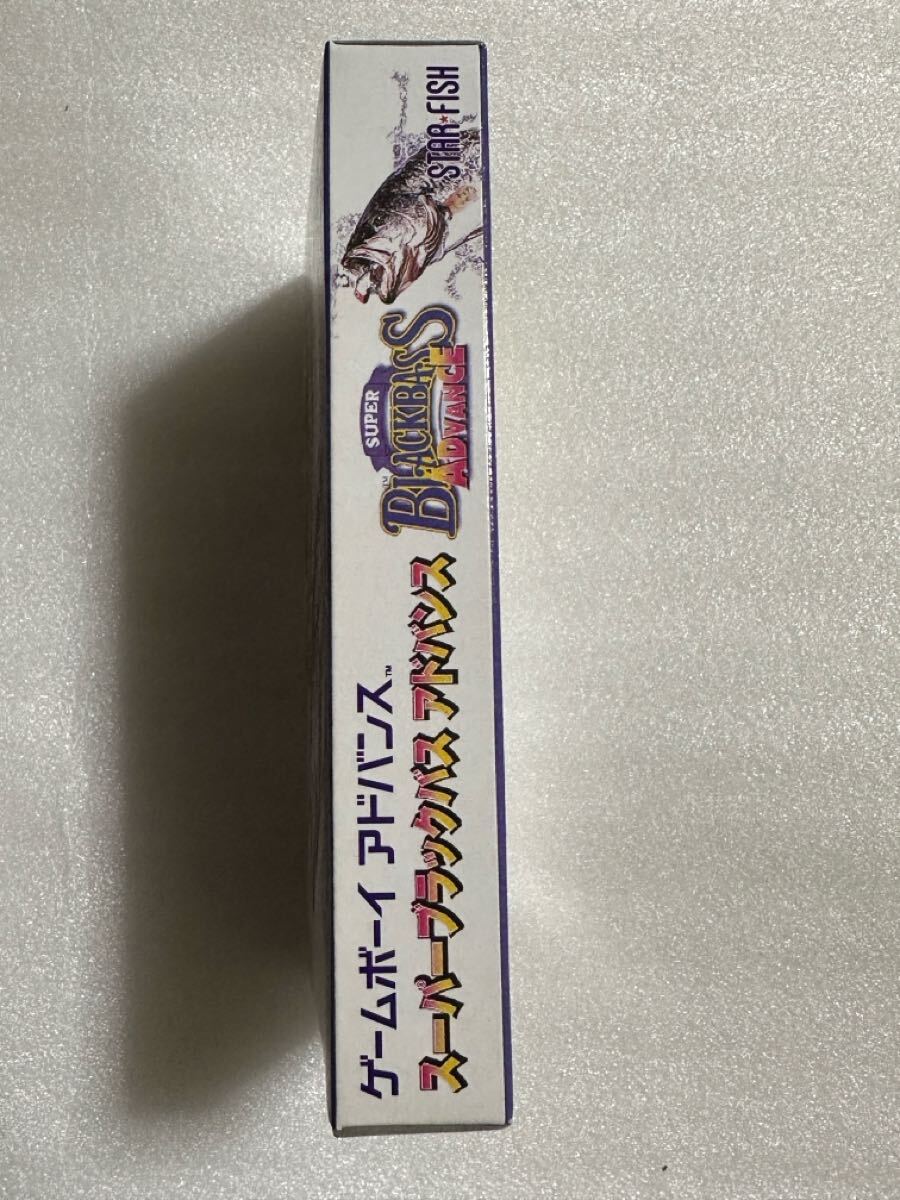 ゲームボーイ アドバンス™
スーパーブラックバス アドバンス
SUPER
BLACKBASS™
ADVANCE
STAR★FISH